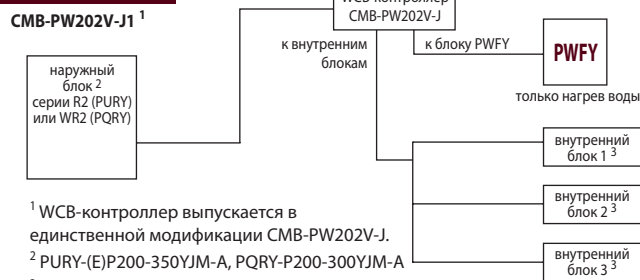 CMB-PW202V-J1 1
WCB-контроллер
CMB-PW202V-J
к внутренним
блокам
к блоку PWFY
PWFY
только нагрев воды
наружный
блок 2
серии R2 (PURY)
или WR2 (PQRY)
внутренний
блок 1 3
внутренний
блок 2 3
внутренний
блок 3 3
1 WCB-контроллер выпускается в
единственной модификации CMB-PW202V-J.
2 PURY-(E)P200-350YJM-A, PQRY-P200-300YJM-A